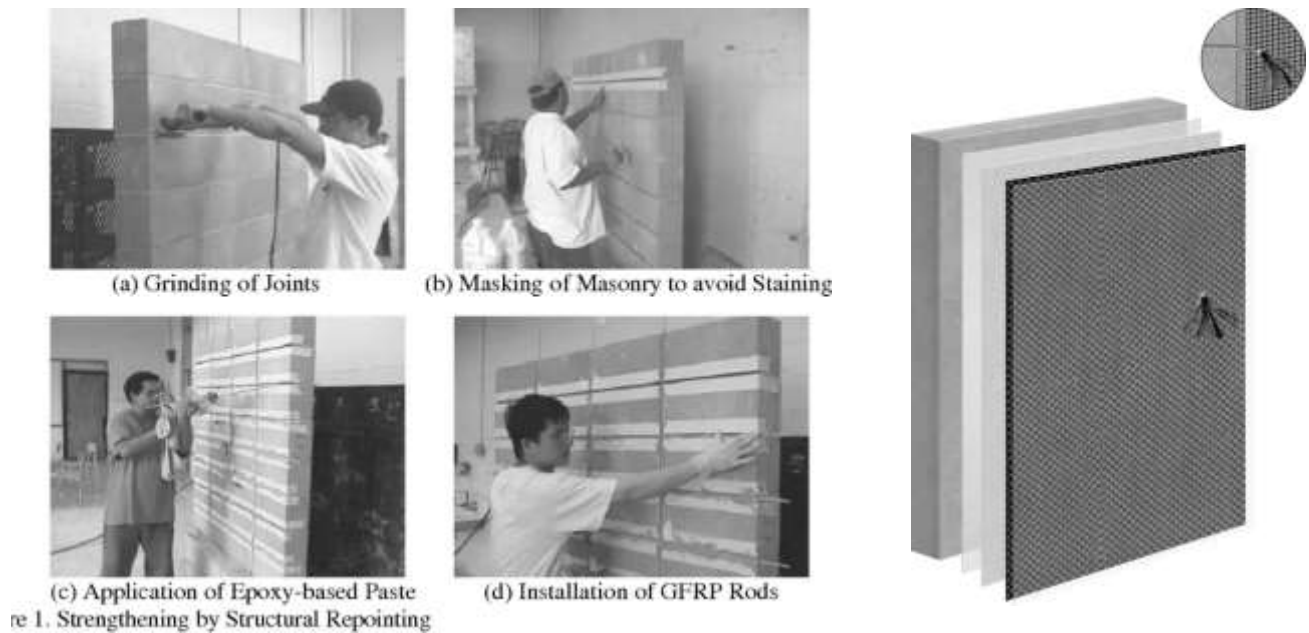 (a) Grinding of Joints
(b) Masking of Masonry to avoid Staining
(c) Application of Epoxy-based Paste
(d) Installation of GFRP Rods
re 1. Strengthening by Structural Repointing